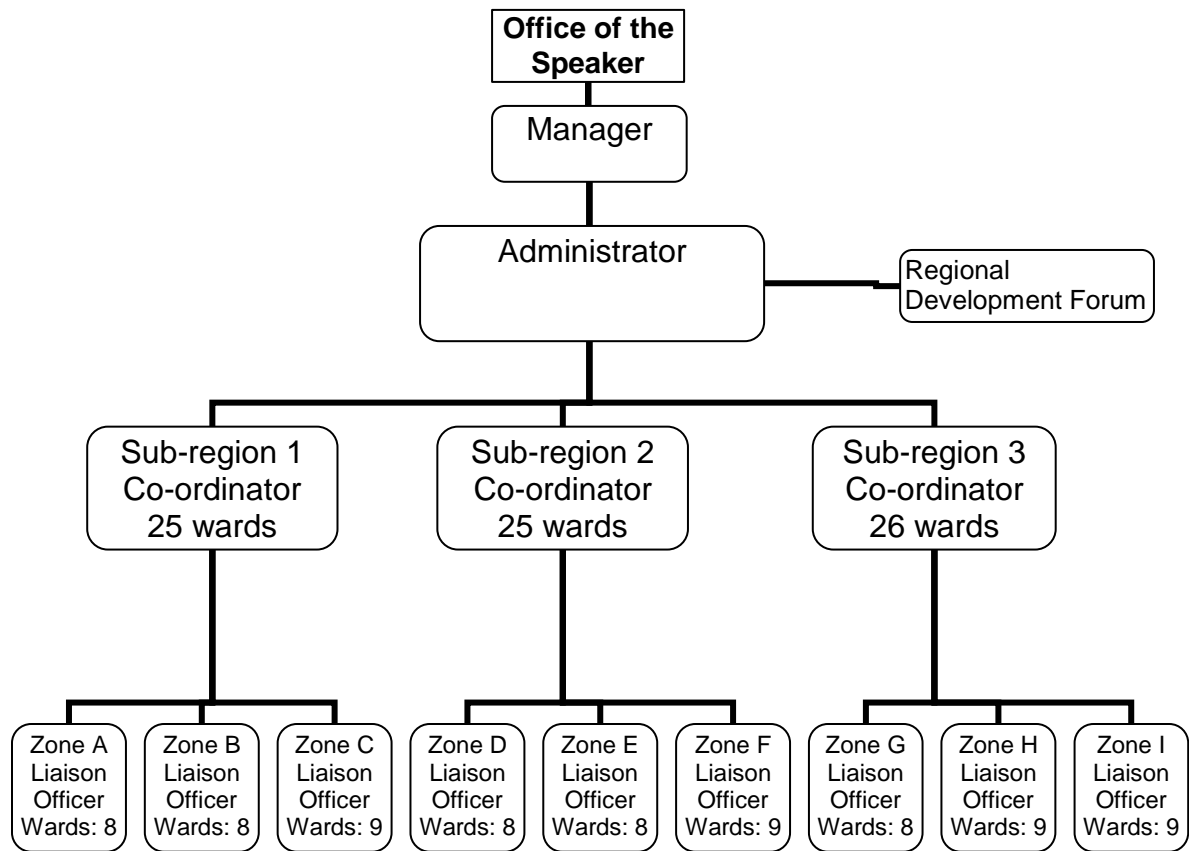 Office of the
Speaker
Manager
Administrator
Regional
Development Forum
Sub-region 1
Co-ordinator
25 wards
Sub-region 2
Co-ordinator
25 wards
Sub-region 3
Co-ordinator
26 wards
Zone A
Liaison
Officer
Wards: 8
Zone B
Liaison
Officer
Wards: 8
Zone C
Liaison
Officer
Wards: 9
Zone D
Liaison
Officer
Wards: 8
Zone E
Liaison
Officer
Wards: 8
Zone F
Liaison
Officer
Wards: 9
Zone G
Liaison
Officer
Wards: 8
Zone H
Liaison
Officer
Wards: 9
Zone I
Liaison
Officer
Wards: 9